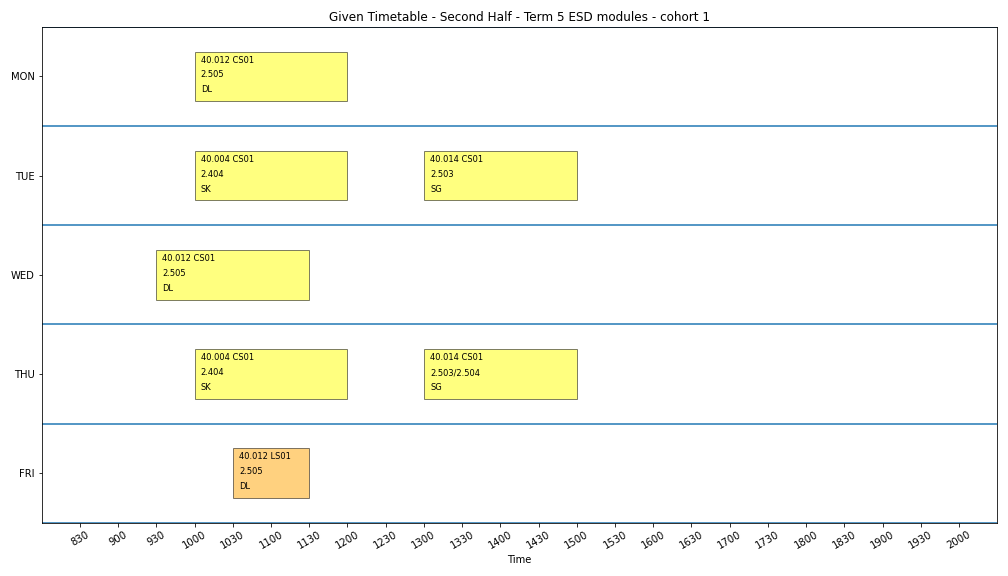 Given Timetable - Second Half - Term 5 ESD modules - cohort 1
MON
40.012 CS01
2.505
DL
TUE
40.004 CS01
2.404
SK
40.014 CS01
2.503
SG
WED
40.012 CS01
2.505
DL
THU
40.004 CS01
2.404
SK
40.014 CS01
2.503/2.504
SG
FRI
40.012 LS01
2.505
DL
830 900 930 1000 1030 1100 1130 1200 1230 1300 1330 1400 1430 1500 1530 1600 1630 1700 1730 1800 1830 1900 1930 2000
Time